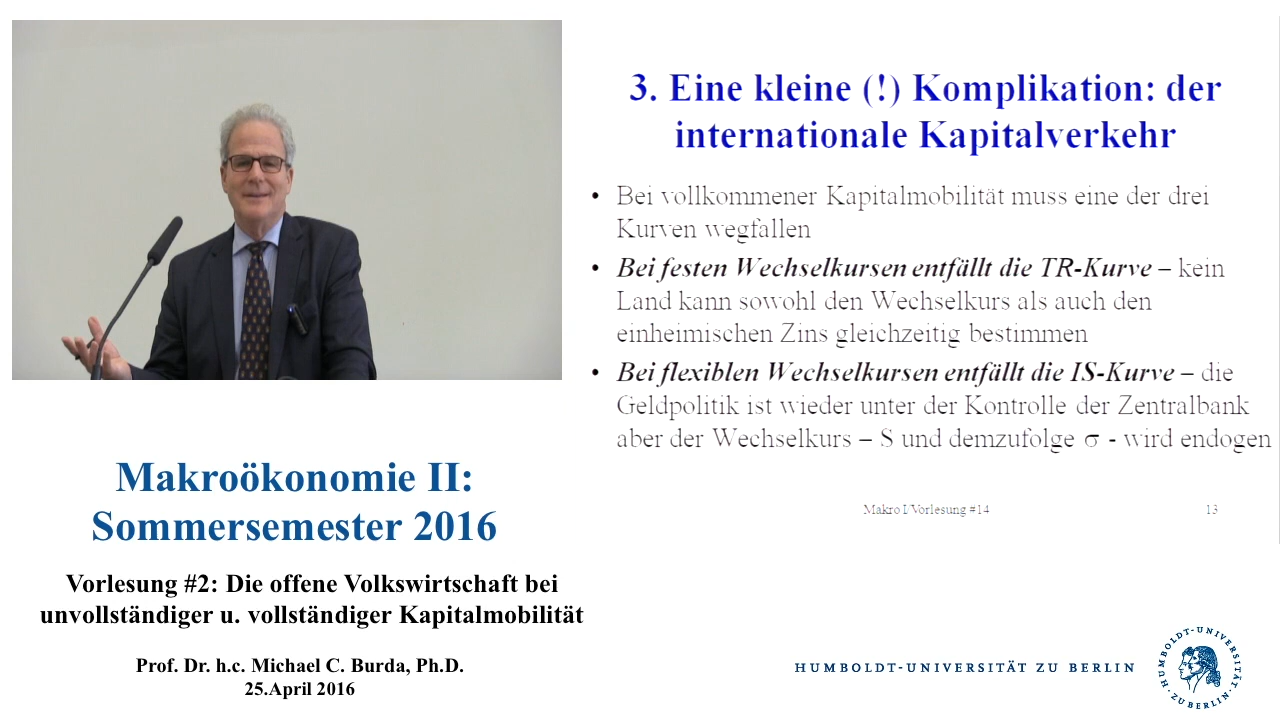 3. Eine kleine (!) Komplikation: der
internationale Kapitalverkehr
• Bei vollkommener Kapitalmobilität muss eine der drei
Kurven wegfallen
• Bei festen Wechselkursen entfällt die TR-Kurve – kein
Land kann sowohl den Wechselkurs als auch den
einheimischen Zins gleichzeitig bestimmen
• Bei flexiblen Wechselkursen entfällt die IS-Kurve – die
Geldpolitik ist wieder unter der Kontrolle der Zentralbank
aber der Wechselkurs – S und demzufolge σ - wird endogen
Makro I/Vorlesung #14 13
Makroökonomie II:
Sommersemester 2016
Vorlesung #2: Die offene Volkswirtschaft bei
unvollständiger u. vollständiger Kapitalmobilität
Prof. Dr. h.c. Michael C. Burda, Ph.D.
25.April 2016
HUMBOLDT-UNIVERSITÄT ZU BERLIN
HUMBOLDT-UNIVERSITÄT
ZU BERLIN